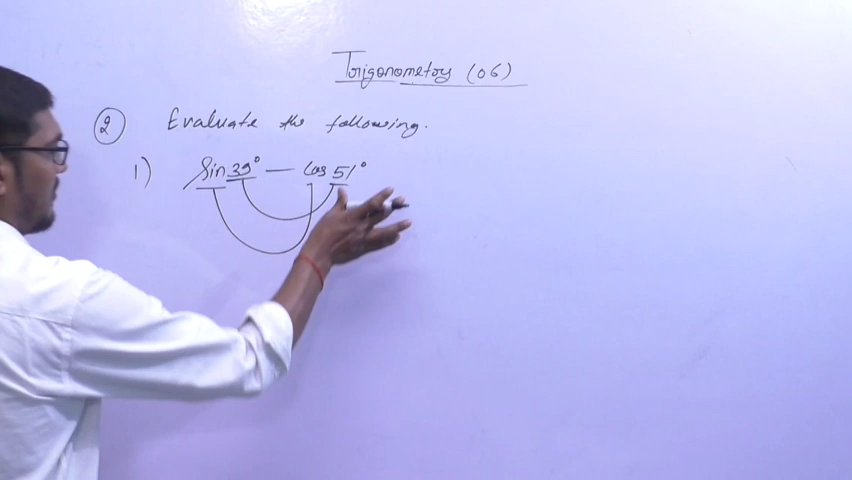 Trigonometry (06)
2 Evaluate the following.
1) Sin 39° — Cos 51°